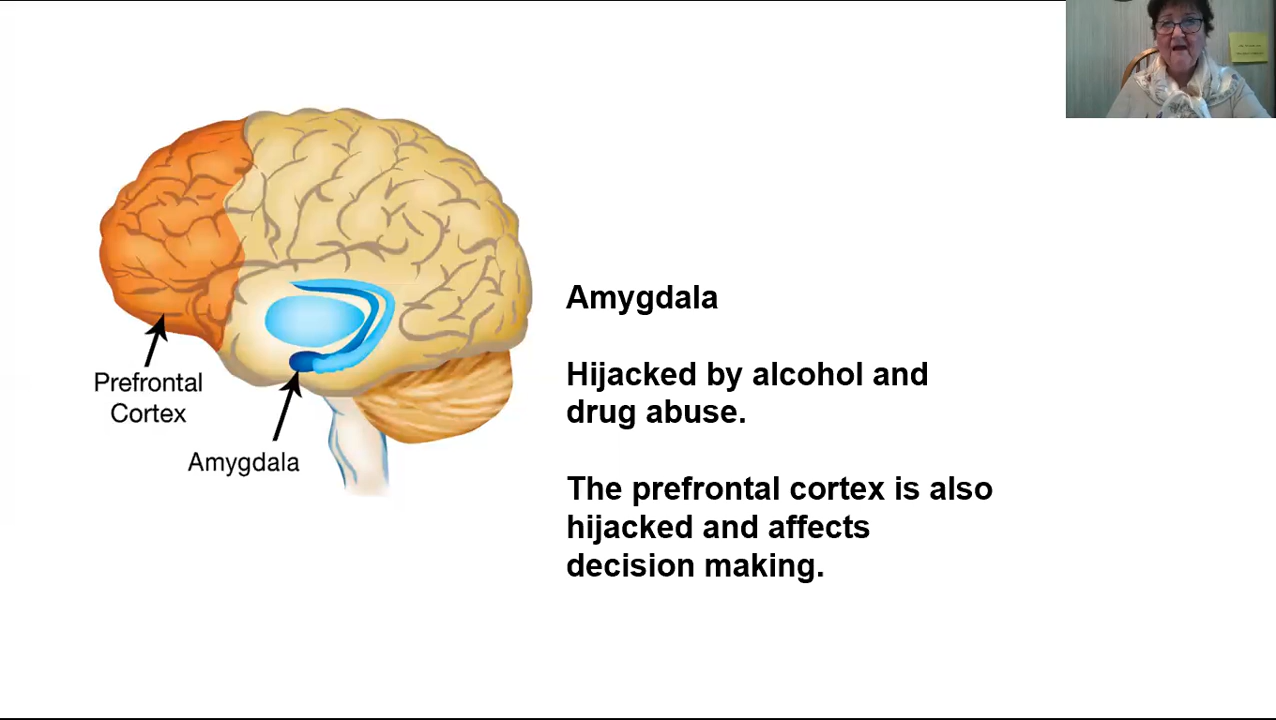 Prefrontal
Cortex
Amygdala
Amygdala
Hijacked by alcohol and
drug abuse.
The prefrontal cortex is also
hijacked and affects
decision making.